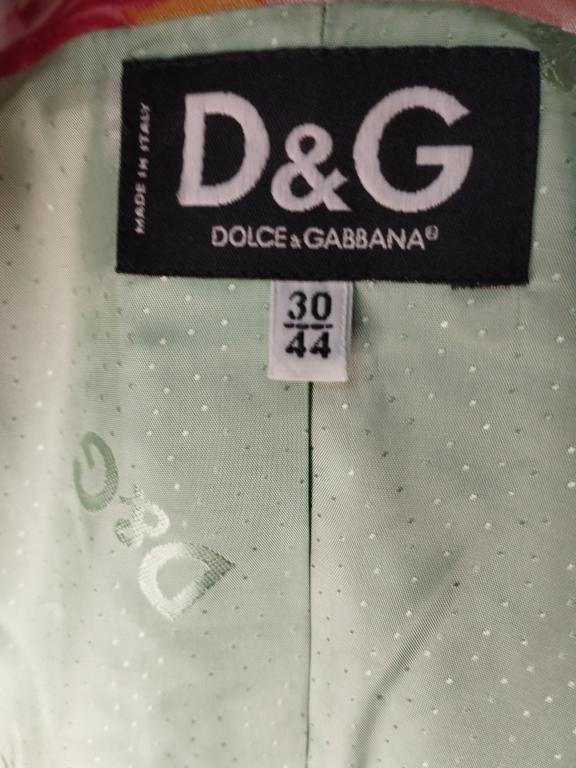 MADE IN ITALY
D&G
DOLCE & GABBANA
30
44
D&G